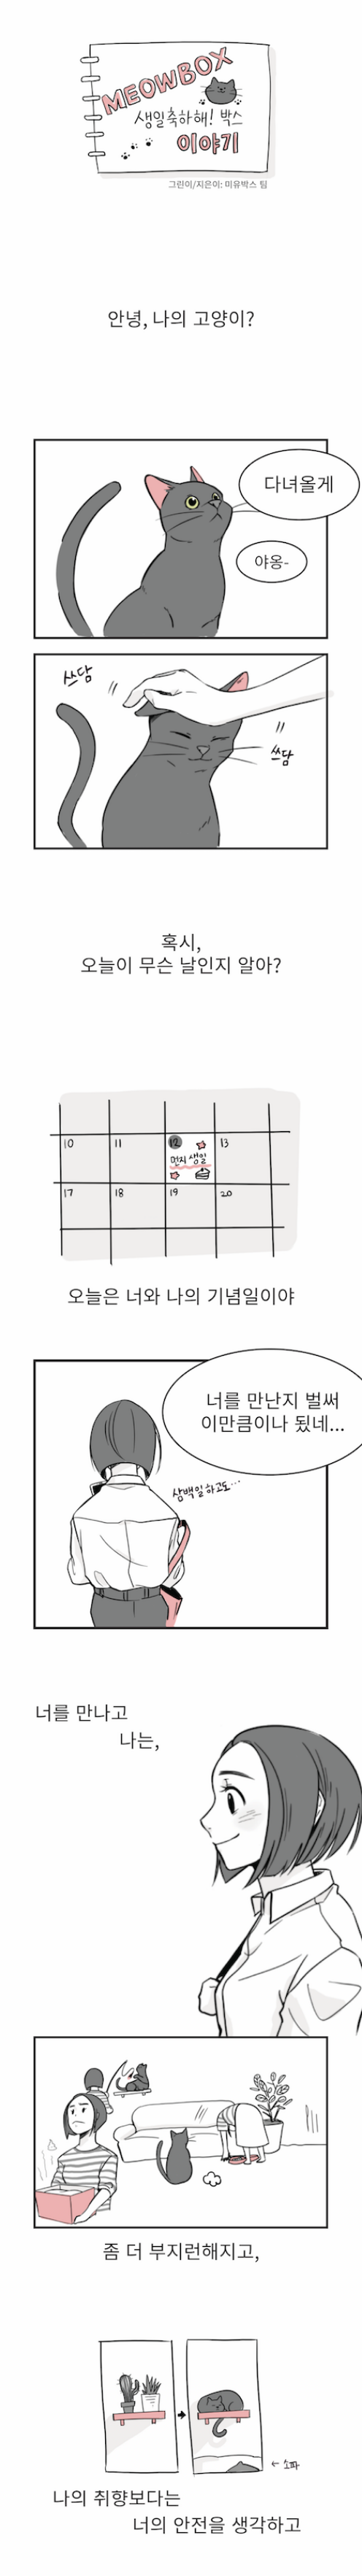 MEOWBOX
생일축하해! 박스
이야기
그린이/지은이: 미유박스 팀
안녕, 나의 고양이?
다녀올게
야옹-
쓰담
쓰담
혹시,
오늘이 무슨 날인지 알아?
10 11 12 13
먼지 생일
17 18 19 20
오늘은 너와 나의 기념일이야
너를 만난지 벌써
이만큼이나 됬네...
삼백일하고도...
너를 만나고
나는,
좀 더 부지런해지고,
← 소파
나의 취향보다는
너의 안전을 생각하고